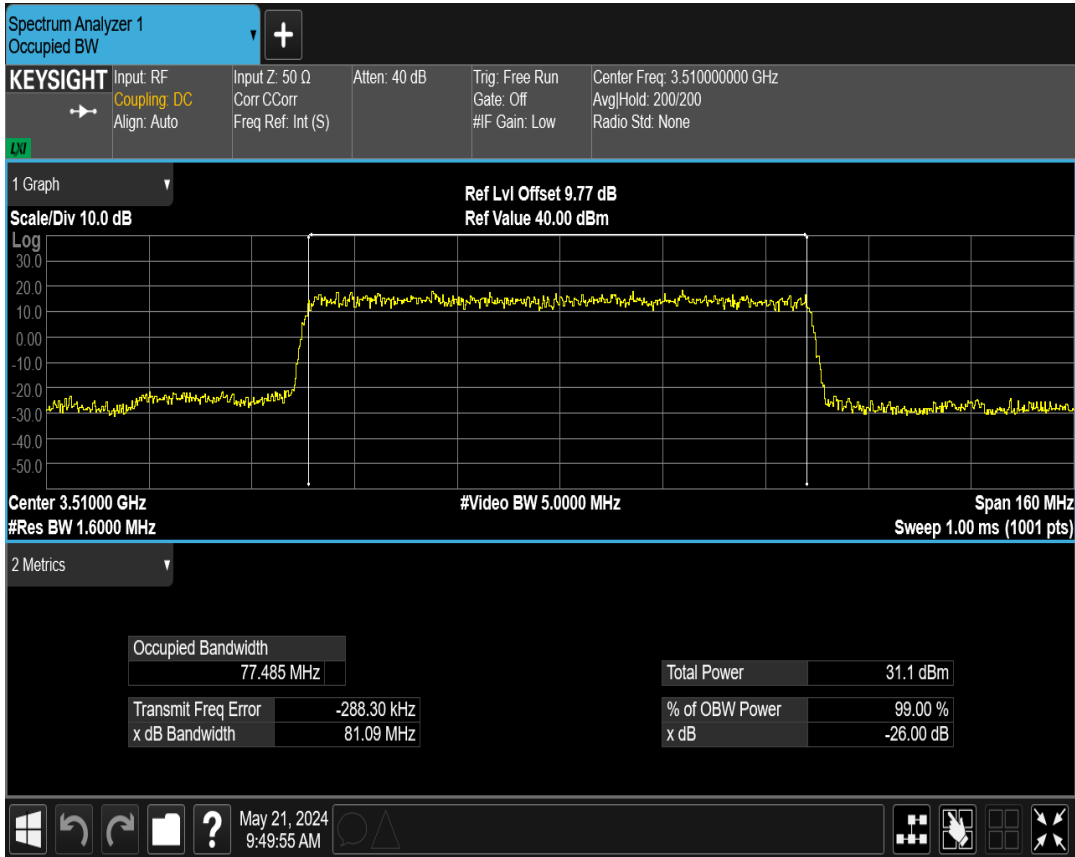 Spectrum Analyzer 1
Occupied BW
KEYSIGHT
Input: RF
Coupling: DC
Align: Auto
Input Z: 50 Ω
Corr CCorr
Freq Ref: Int (S)
Atten: 40 dB
Trig: Free Run
Gate: Off
#IF Gain: Low
Center Freq: 3.510000000 GHz
Avg|Hold: 200/200
Radio Std: None
LXI
1 Graph
Scale/Div 10.0 dB
Ref Lvl Offset 9.77 dB
Ref Value 40.00 dBm
Log
30.0
20.0
10.0
0.00
-10.0
-20.0
-30.0
-40.0
-50.0
Center 3.51000 GHz
#Video BW 5.0000 MHz
Span 160 MHz
#Res BW 1.6000 MHz
Sweep 1.00 ms (1001 pts)
2 Metrics
Occupied Bandwidth
77.485 MHz
Total Power 31.1 dBm
Transmit Freq Error -288.30 kHz
% of OBW Power 99.00 %
x dB Bandwidth 81.09 MHz
x dB -26.00 dB
?
May 21, 2024
9:49:55 AM